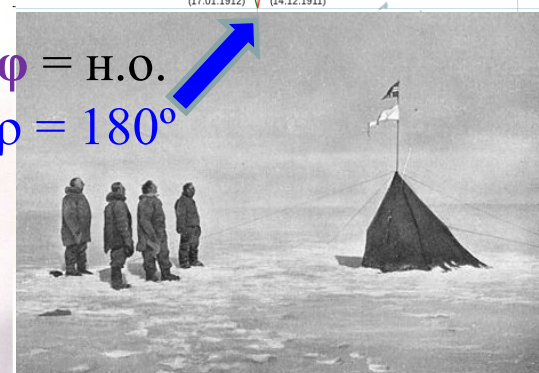 (17.01.1912) (14.12.1911)
φ = н.о.
ρ = 180º